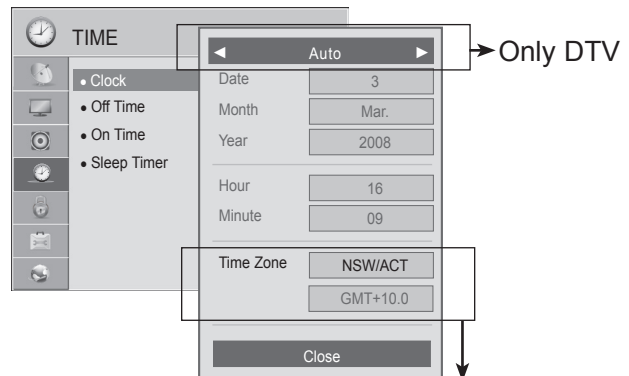 TIME
• Clock
• Off Time
• On Time
• Sleep Timer
◄ Auto ►
Only DTV
Date 3
Month Mar.
Year 2008
Hour 16
Minute 09
Time Zone NSW/ACT
GMT+10.0
Close